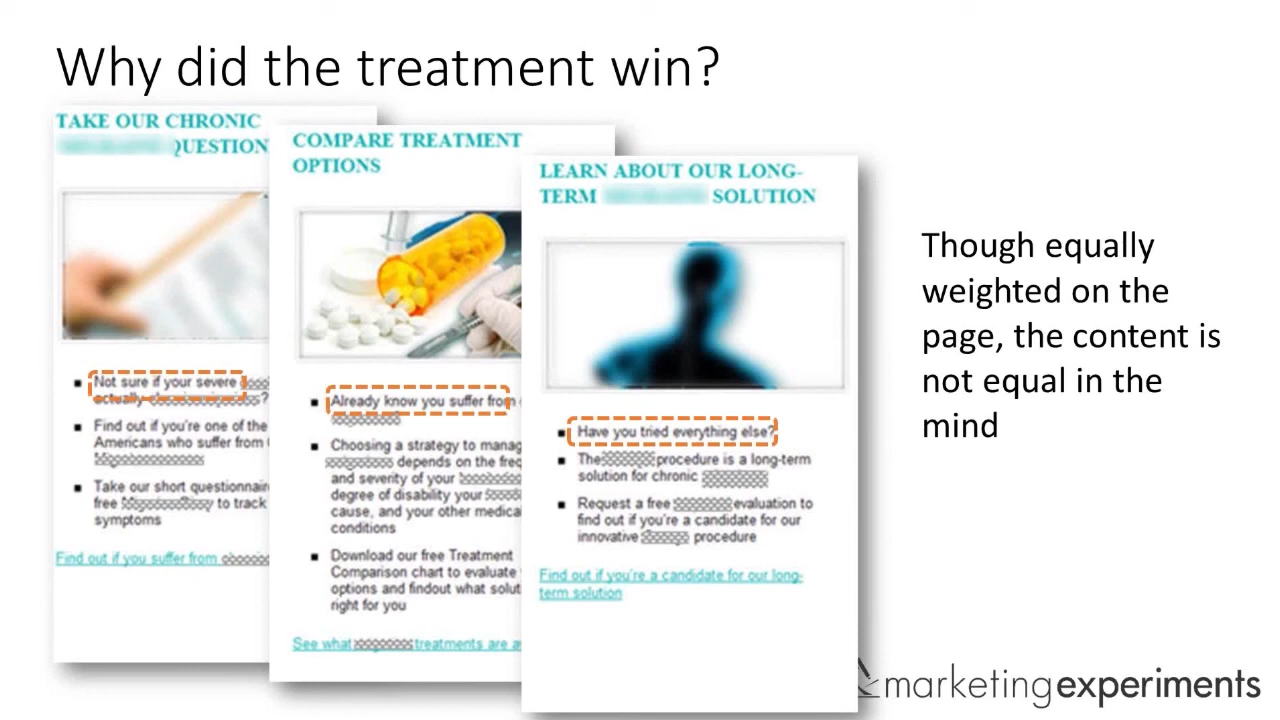 Why did the treatment win?
TAKE OUR CHRONIC
QUESTION
Not sure if your severe
actually
?
Find out if you're one of the
Americans who suffer from
Take our short questionnai
free to track
symptoms
Find out if you suffer from
COMPARE TREATMENT
OPTIONS
Already know you suffer from
Choosing a strategy to manag
depends on the freq
and severity of your
degree of disability your
cause, and your other medica
conditions
Download our free Treatment
Comparison chart to evaluate
options and findout what solut
right for you
See what treatments are a
LEARN ABOUT OUR LONG-
TERM SOLUTION
Have you tried everything else?
The procedure is a long-term
solution for chronic
Request a free evaluation to
find out if you're a candidate for our
innovative procedure
Find out if you're a candidate for our long-
term solution
Though equally
weighted on the
page, the content is
not equal in the
mind
marketingexperiments